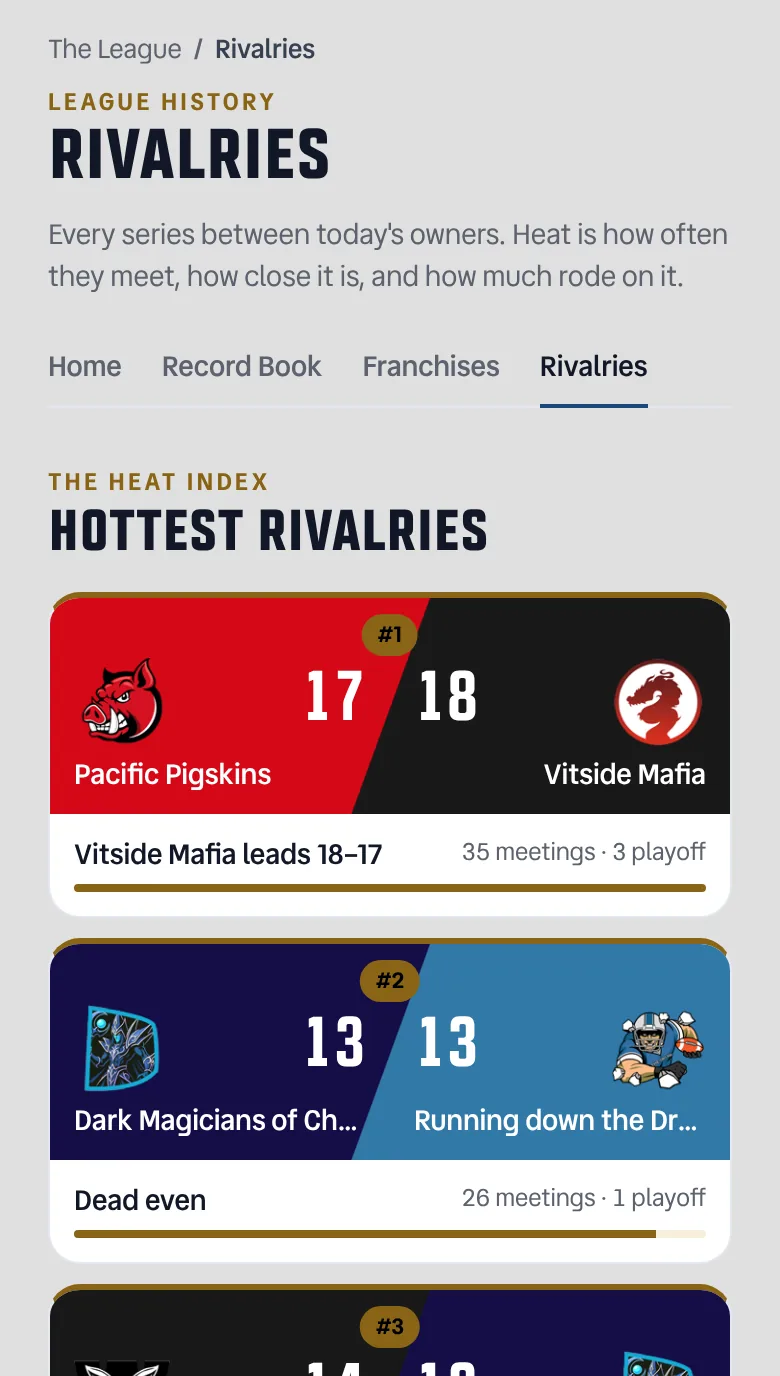 The League / Rivalries
LEAGUE HISTORY
RIVALRIES
Every series between today's owners. Heat is how often
they meet, how close it is, and how much rode on it.
Home Record Book Franchises Rivalries
THE HEAT INDEX
HOTTEST RIVALRIES
#1
17 18
Pacific Pigskins Vitside Mafia
Vitside Mafia leads 18–17 35 meetings · 3 playoff
#2
13 13
Dark Magicians of Ch... Running down the Dr...
Dead even 26 meetings · 1 playoff
#3